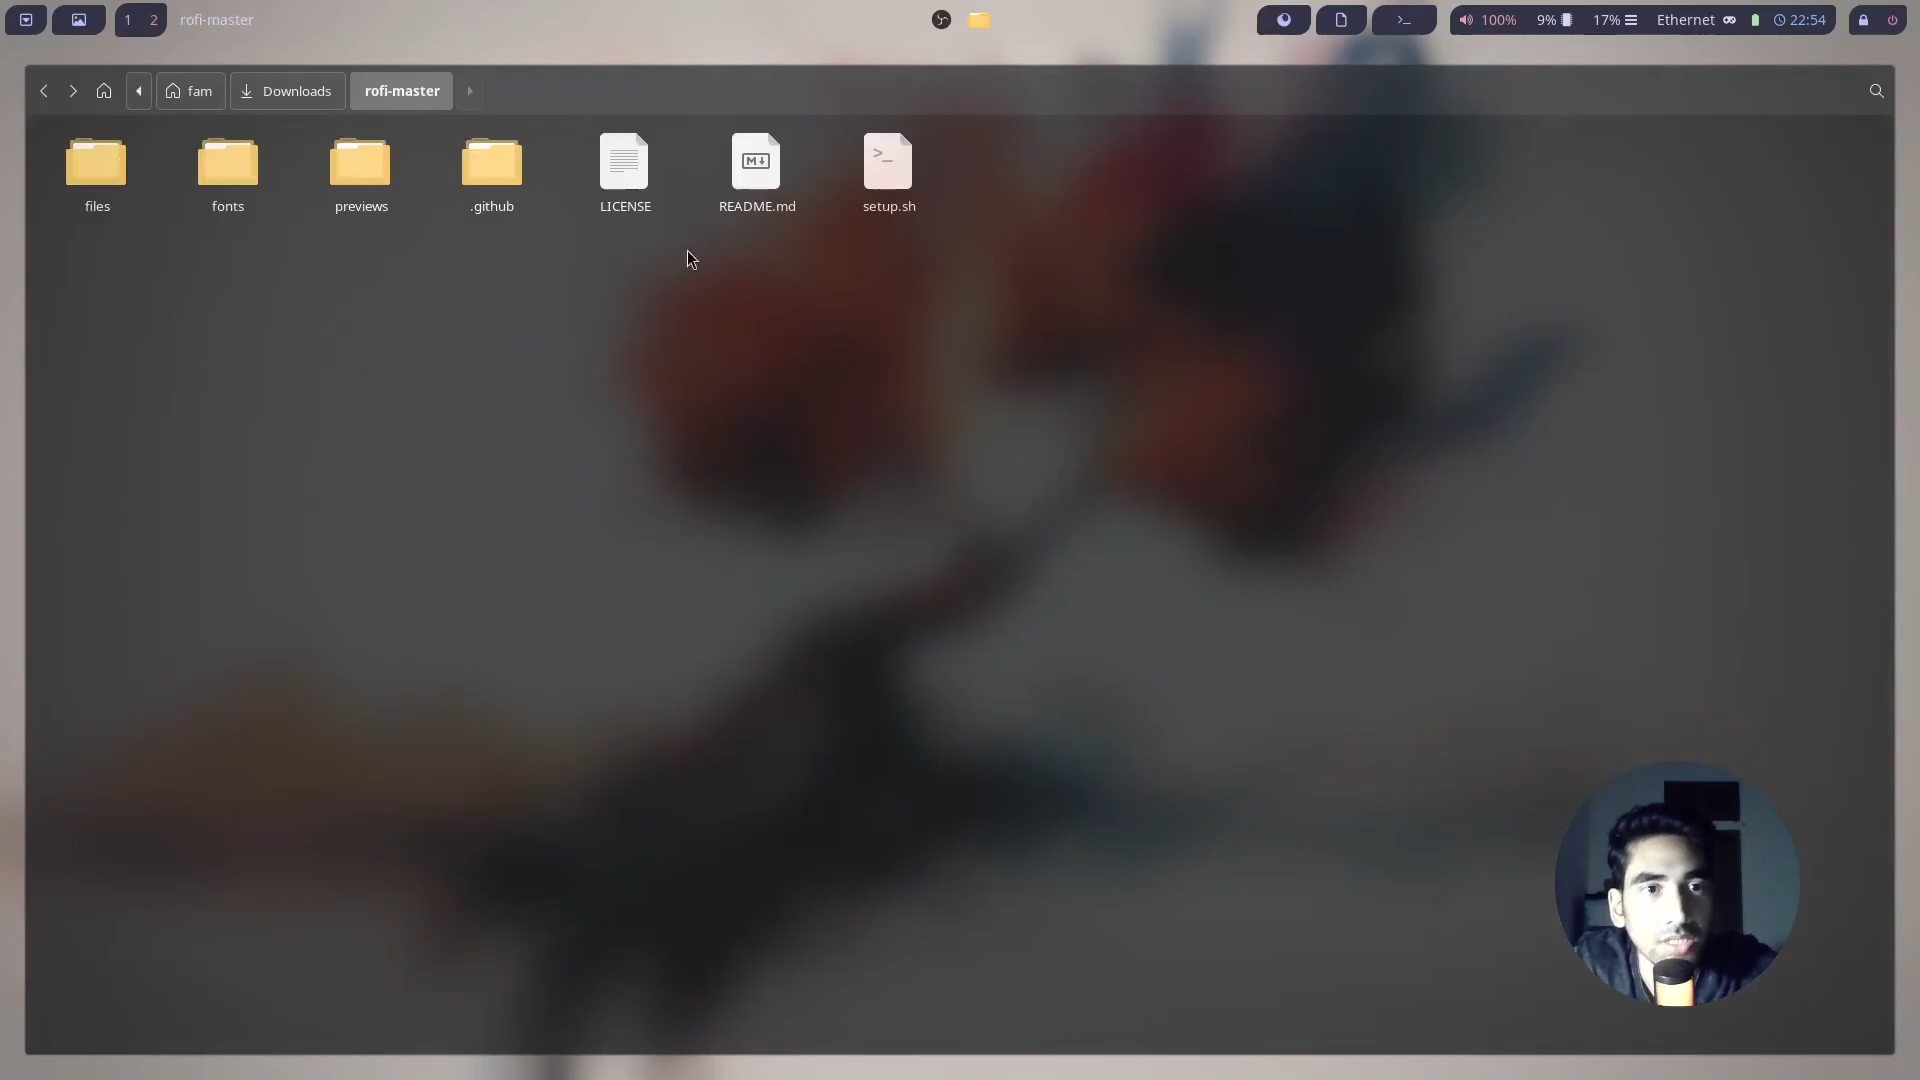 1 2 rofi-master 100% 9% 17% Ethernet 22:54
fam Downloads rofi-master
files fonts previews .github LICENSE README.md setup.sh